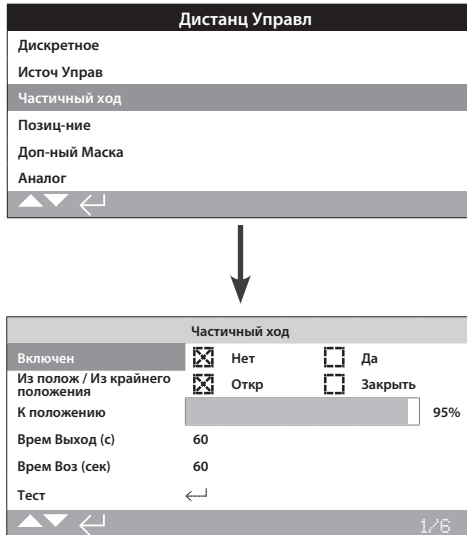 Дистанц Управл
Дискретное
Источ Управ
Частичный ход
Позиц-ние
Доп-ный Маска
Аналог
Частичный ход
Включен Нет Да
Из полож / Из крайнего
положения Откр Закрыть
К положению 95%
Врем Выход (с) 60
Врем Воз (сек) 60
Тест
1/6